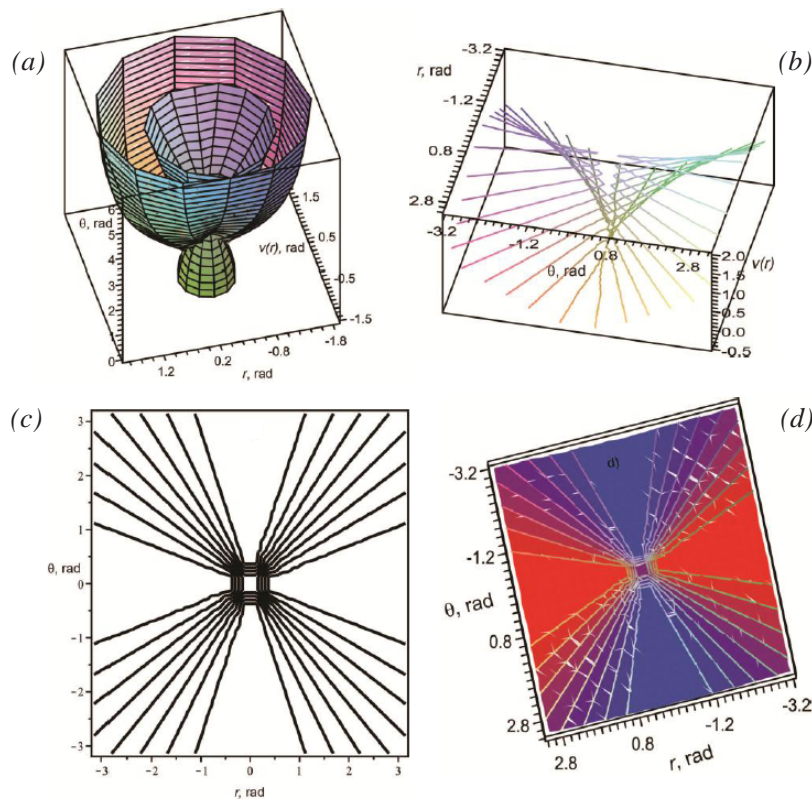 (a)
θ, rad
6
5
4
3
2
1
0
1.2
0.2
-0.8
-1.8
r, rad
1.5
0.5
-0.5
-1.5
v(r), rad
(b)
-3.2
-1.2
0.8
2.8
r, rad
-3.2
-1.2
0.8
2.8
θ, rad
2.0
1.5
1.0
0.5
0.0
-0.5
v(r)
(c)
3
2
1
θ, rad 0
-1
-2
-3
-3 -2 -1 0 1 2 3
r, rad
(d)
d)
-3.2
-1.2
θ, rad
0.8
2.8
2.8
0.8
-1.2
-3.2
r, rad